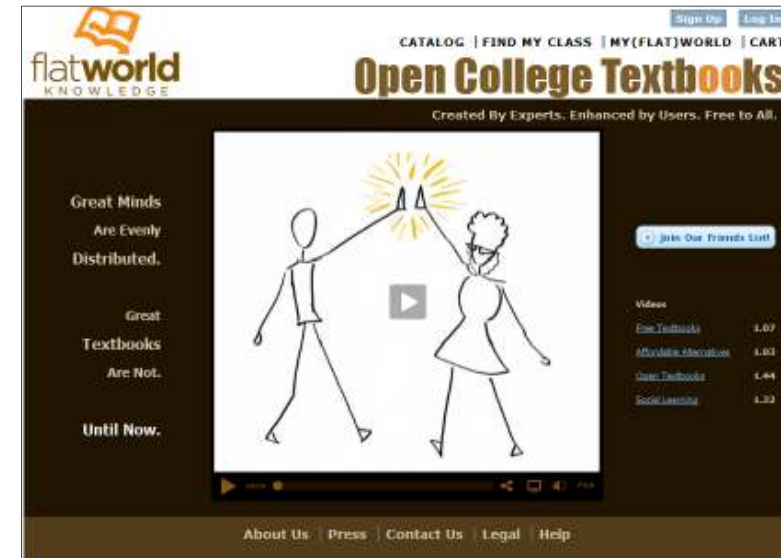 Sign Up Log In
flatworld
KNOWLEDGE
CATALOG | FIND MY CLASS | MY{FLAT}WORLD | CART
Open College Textbooks
Created By Experts. Enhanced by Users. Free to All.
Great Minds
Are Evenly
Distributed.
Great
Textbooks
Are Not.
Until Now.
Join Our Friends List!
Videos
Free Textbooks 1.07
Affordable Alternatives 1.03
Open Textbooks 1.44
Social Learning 1.33
About Us | Press | Contact Us | Legal | Help